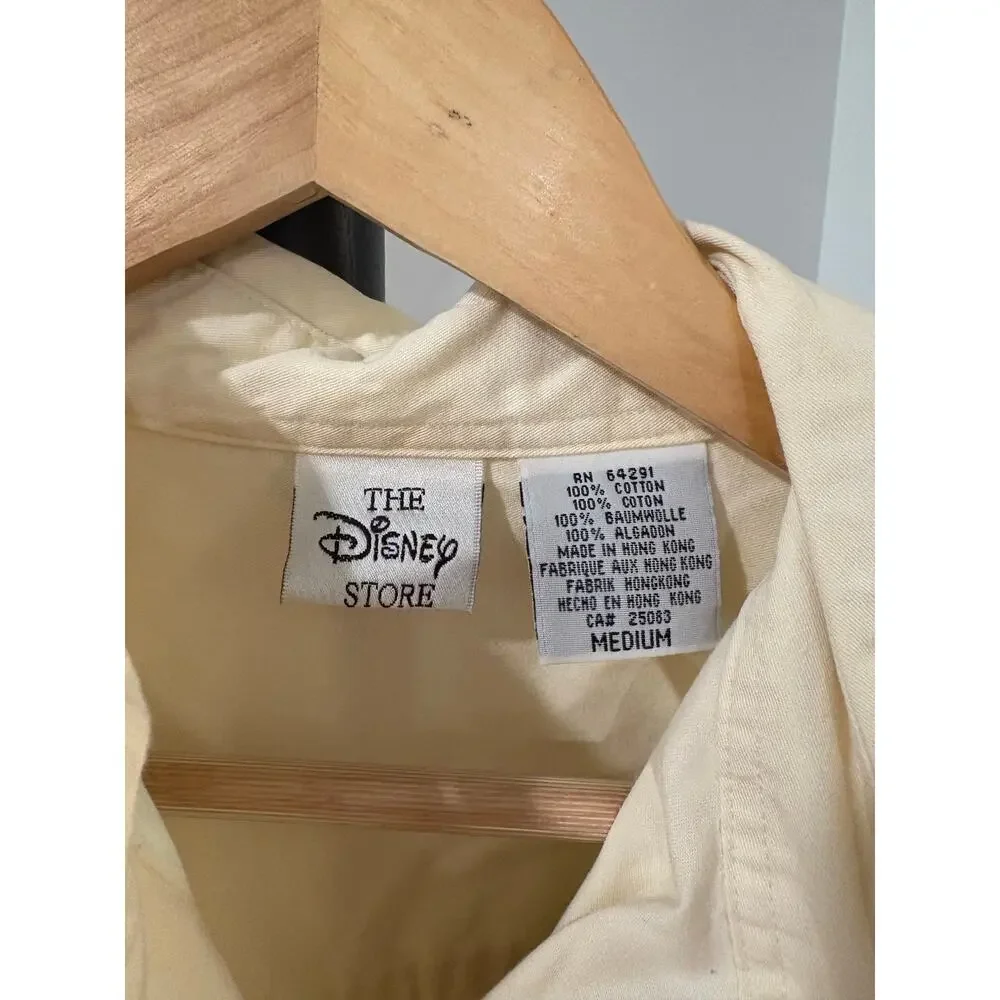 THE
Disney
STORE
RN 64291
100% COTTON
100% COTON
100% BAUMWOLLE
100% ALGADON
MADE IN HONG KONG
FABRIQUE AUX HONG KONG
FABRIK HONGKONG
HECHO EN HONG KONG
CA# 25083
MEDIUM